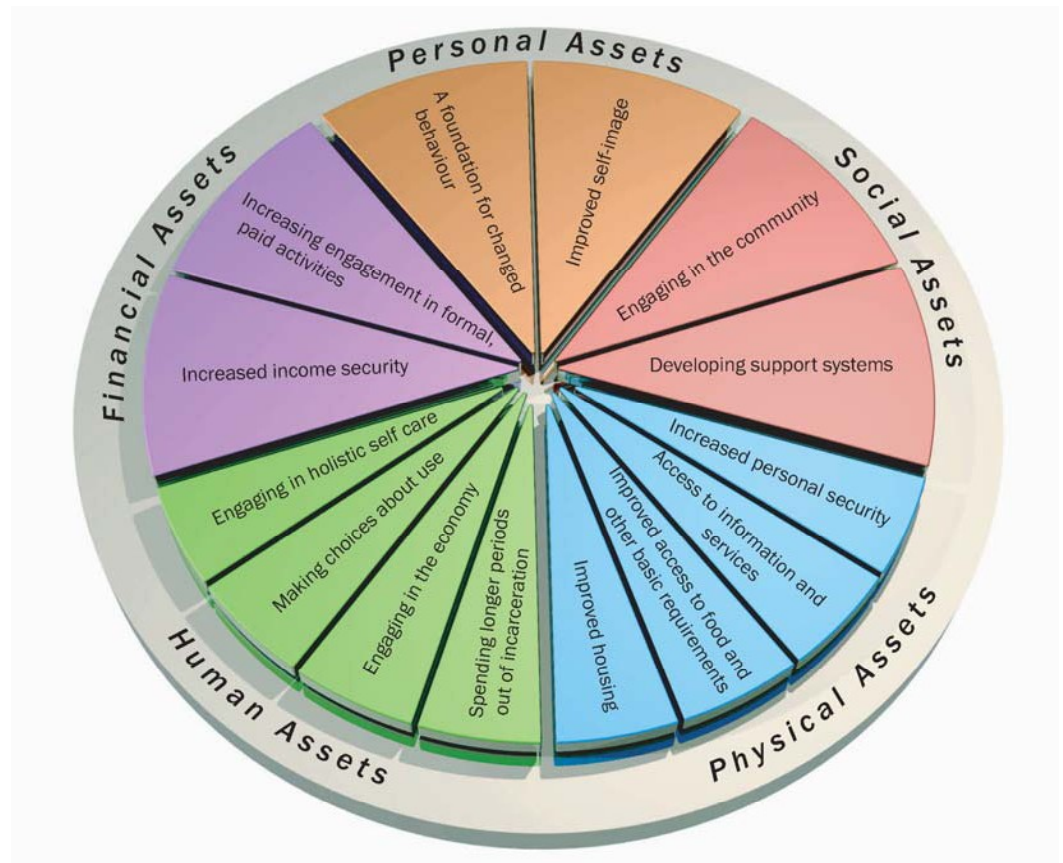 Personal Assets
A foundation for changed
behaviour
Improved self-image
Social Assets
Engaging in the community
Developing support systems
Physical Assets
Increased personal security
Access to information and
services
Improved access to food and
other basic requirements
Improved housing
Human Assets
Spending longer periods
out of incarceration
Engaging in the economy
Making choices about use
Engaging in holistic self care
Financial Assets
Increased income security
Increasing engagement in formal,
paid activities